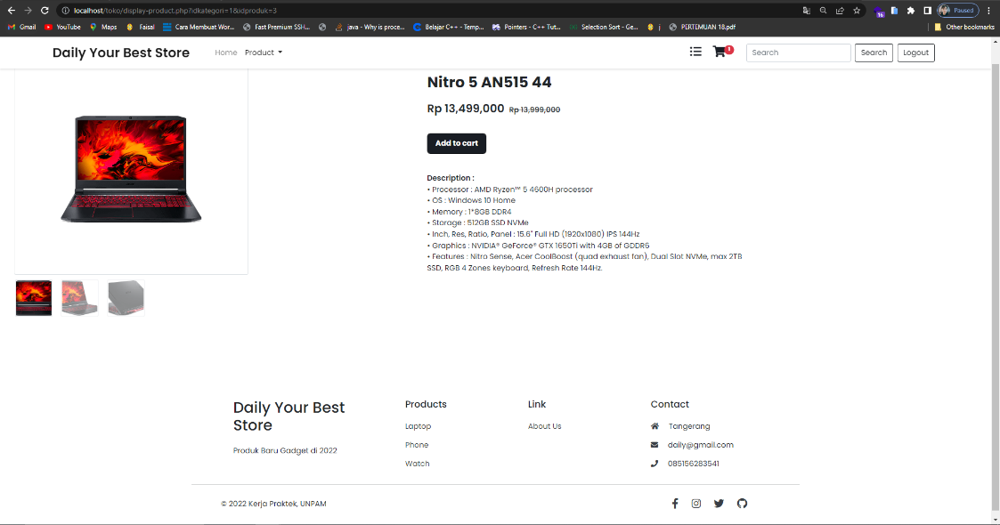 localhost/toko/display-product.php?idkategori=1&idproduk=3
Paused
Gmail YouTube Maps Faisal Cara Membuat Wor... Fast Premium SSH... java - Why is proce... Belajar C++ - Temp... Pointers - C++ Tut... Selection Sort - Ge... j PERTEMUAN 18.pdf Other bookmarks
16
Daily Your Best Store Home Product 1 Search Search Logout
Nitro 5 AN515 44
Rp 13,499,000 Rp 13,999,000
Add to cart
Description :
• Processor : AMD Ryzen™ 5 4600H processor
• OS : Windows 10 Home
• Memory : 1*8GB DDR4
• Storage : 512GB SSD NVMe
• Inch, Res, Ratio, Panel : 15.6" Full HD (1920x1080) IPS 144Hz
• Graphics : NVIDIA® GeForce® GTX 1650Ti with 4GB of GDDR6
• Features : Nitro Sense, Acer CoolBoost (quad exhaust fan), Dual Slot NVMe, max 2TB
SSD, RGB 4 Zones keyboard, Refresh Rate 144Hz.
Daily Your Best
Store
Produk Baru Gadget di 2022
Products
Laptop
Phone
Watch
Link
About Us
Contact
Tangerang
daily@gmail.com
085156283541
© 2022 Kerja Praktek, UNPAM